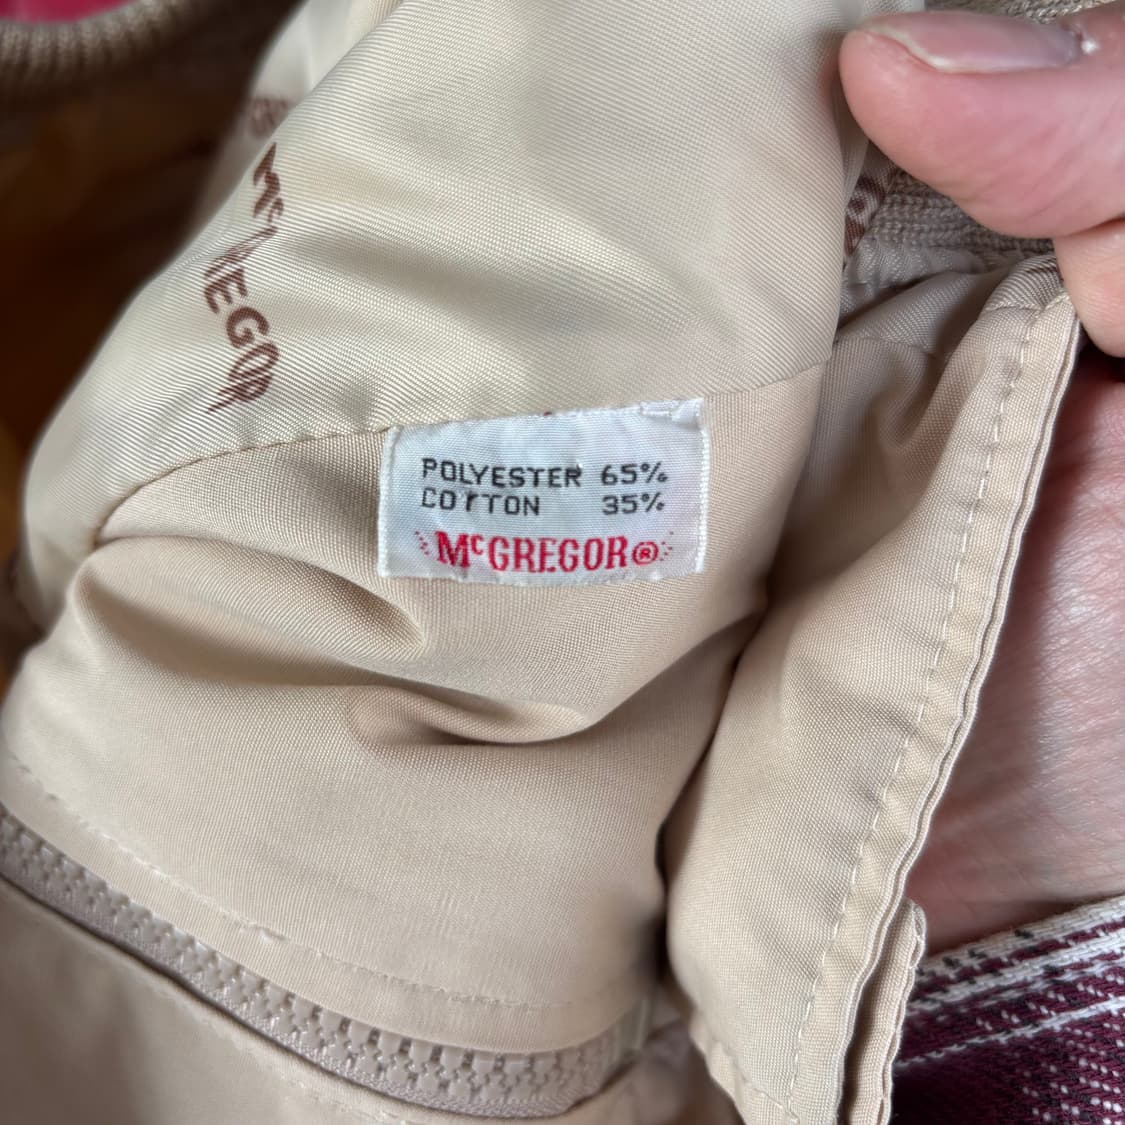 McGREGOR
POLYESTER 65%
COTTON 35%
McGREGOR®